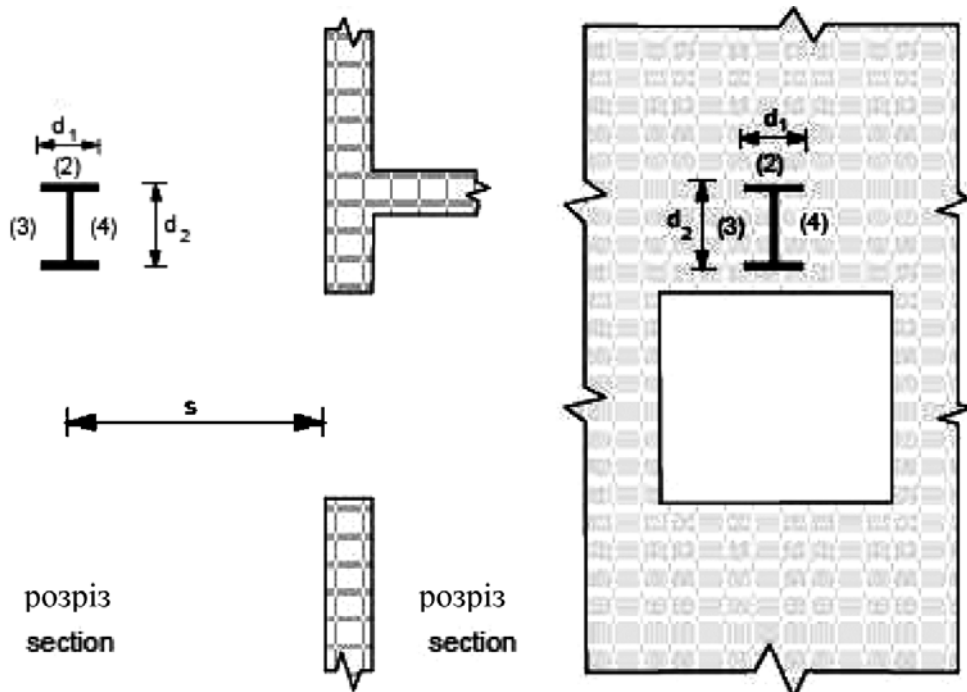 d₁
(2)
(3) (4) d₂
s
розріз
section
розріз
section
d₁
(2)
d₂ (3) (4)